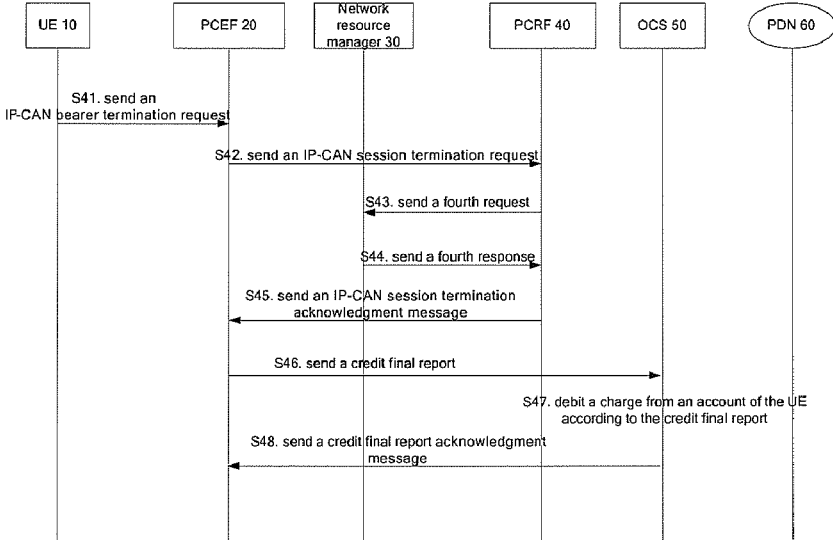 UE 10
PCEF 20
Network
resource
manager 30
PCRF 40
OCS 50
PDN 60
S41. send an
IP-CAN bearer termination request
S42. send an IP-CAN session termination request
S43. send a fourth request
S44. send a fourth response
S45. send an IP-CAN session termination
acknowledgment message
S46. send a credit final report
S47. debit a charge from an account of the UE
according to the credit final report
S48. send a credit final report acknowledgment
message